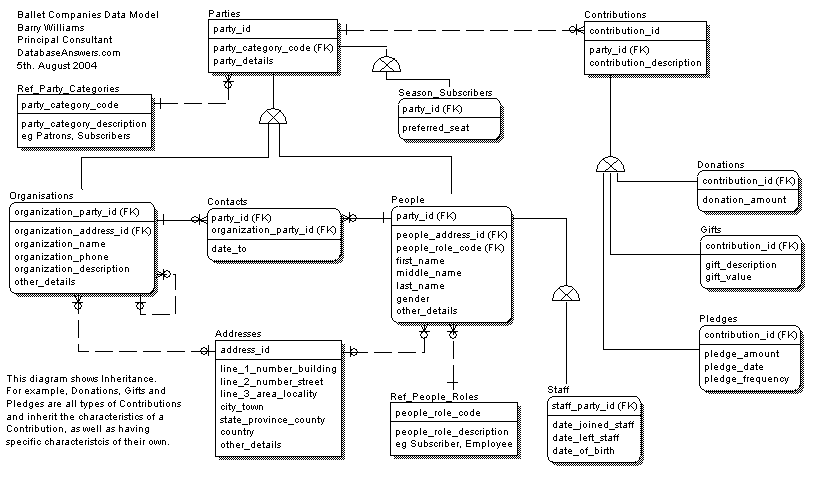 Ballet Companies Data Model
Barry Williams
Principal Consultant
DatabaseAnswers.com
5th. August 2004
Parties
party_id
party_category_code (FK)
party_details
Contributions
contribution_id
party_id (FK)
contribution_description
Ref_Party_Categories
party_category_code
party_category_description
eg Patrons, Subscribers
Season_Subscribers
party_id (FK)
preferred_seat
Donations
contribution_id (FK)
donation_amount
Organisations
organization_party_id (FK)
organization_address_id (FK)
organization_name
organization_phone
organization_description
other_details
Contacts
party_id (FK)
organization_party_id (FK)
date_to
People
party_id (FK)
people_address_id (FK)
people_role_code (FK)
first_name
middle_name
last_name
gender
other_details
Gifts
contribution_id (FK)
gift_description
gift_value
Pledges
contribution_id (FK)
pledge_amount
pledge_date
pledge_frequency
Addresses
address_id
line_1_number_building
line_2_number_street
line_3_area_locality
city_town
state_province_county
country
other_details
Ref_People_Roles
people_role_code
people_role_description
eg Subscriber, Employee
Staff
staff_party_id (FK)
date_joined_staff
date_left_staff
date_of_birth
This diagram shows Inheritance.
For example, Donations, Gifts and
Pledges are all types of Contributions
and inherit the characteristics of a
Contribution, as well as having
specific characteristcis of their own.